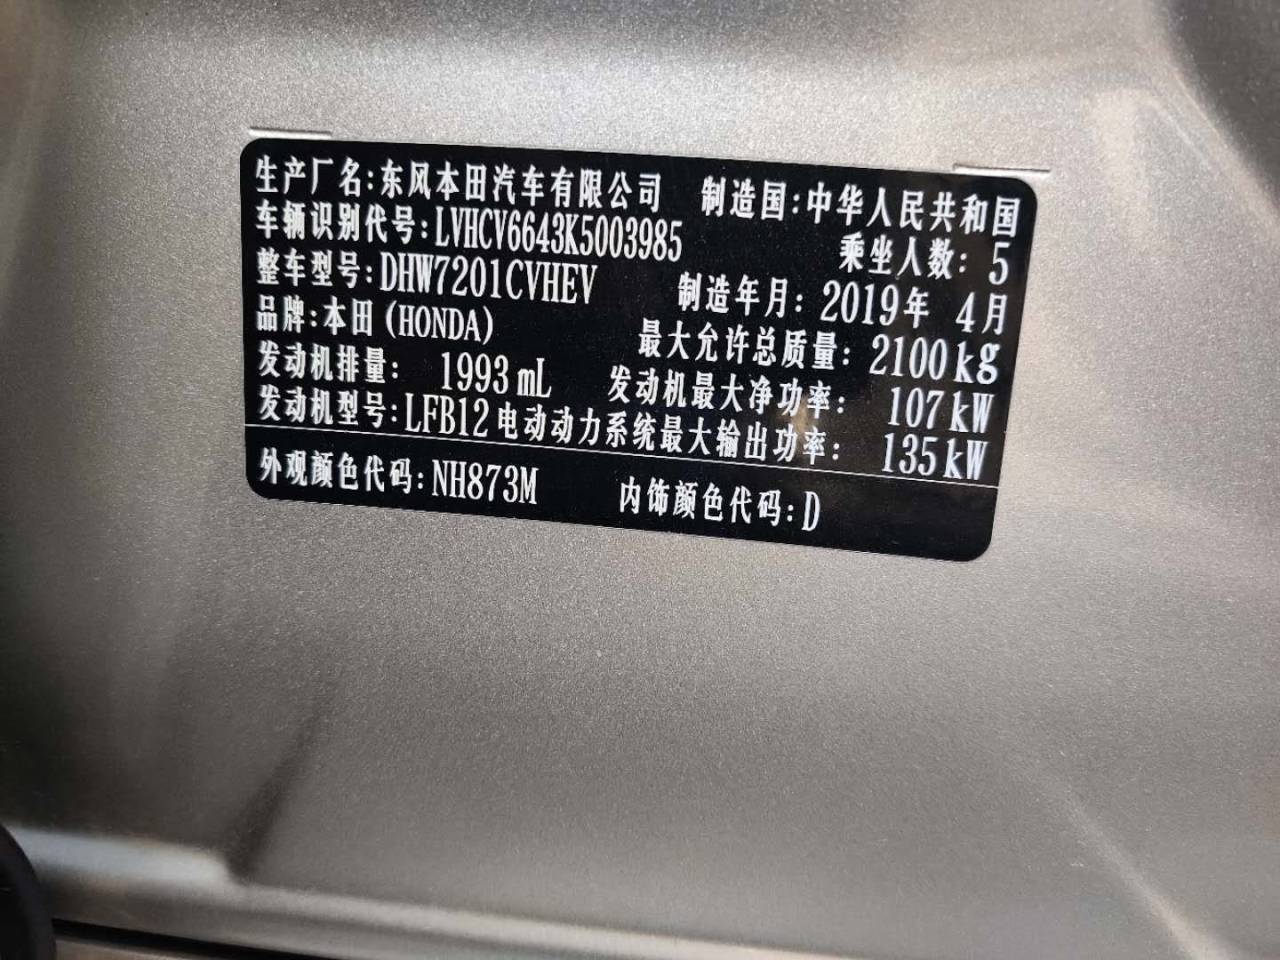 生产厂名:东风本田汽车有限公司 制造国:中华人民共和国
车辆识别代号:LVHCV6643K5003985 乘坐人数: 5
整车型号:DHW7201CVHEV 制造年月: 2019年 4月
品牌:本田(HONDA) 最大允许总质量: 2100kg
发动机排量: 1993mL 发动机最大净功率: 107kW
发动机型号:LFB12 电动动力系统最大输出功率: 135kW
外观颜色代码:NH873M 内饰颜色代码:D